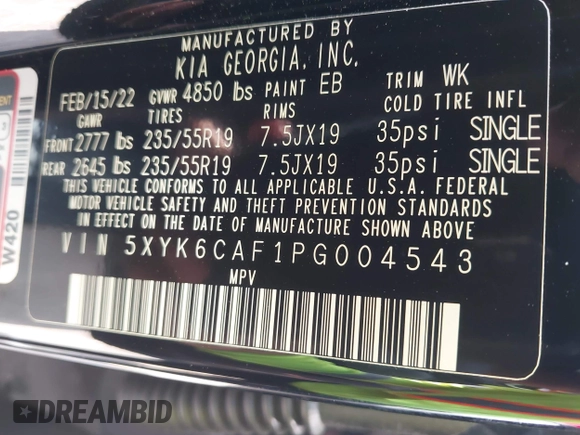 MANUFACTURED BY
KIA GEORGIA, INC.
FEB/15/22 GVWR 4850 lbs PAINT EB TRIM WK
GAWR TIRES RIMS COLD TIRE INFL
FRONT 2777 lbs 235/55R19 7.5JX19 35psi SINGLE
REAR 2645 lbs 235/55R19 7.5JX19 35psi SINGLE
THIS VEHICLE CONFORMS TO ALL APPLICABLE U.S.A. FEDERAL
MOTOR VEHICLE SAFETY AND THEFT PREVENTION STANDARDS
IN EFFECT ON THE DATE OF MANUFACTURE SHOWN ABOVE.
VIN 5XYK6CAF1PG004543
MPV
W420
DREAMBID